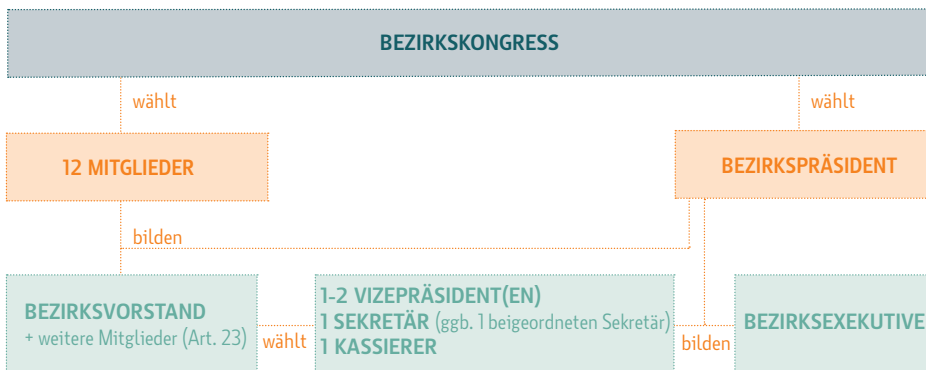 BEZIRKSKONGRESS
wählt
wählt
12 MITGLIEDER
BEZIRKSPRÄSIDENT
bilden
BEZIRKSVORSTAND
+ weitere Mitglieder (Art. 23)
wählt
1-2 VIZEPRÄSIDENT(EN)
1 SEKRETÄR (ggb. 1 beigeordneten Sekretär)
1 KASSIERER
bilden
BEZIRKSEXEKUTIVE